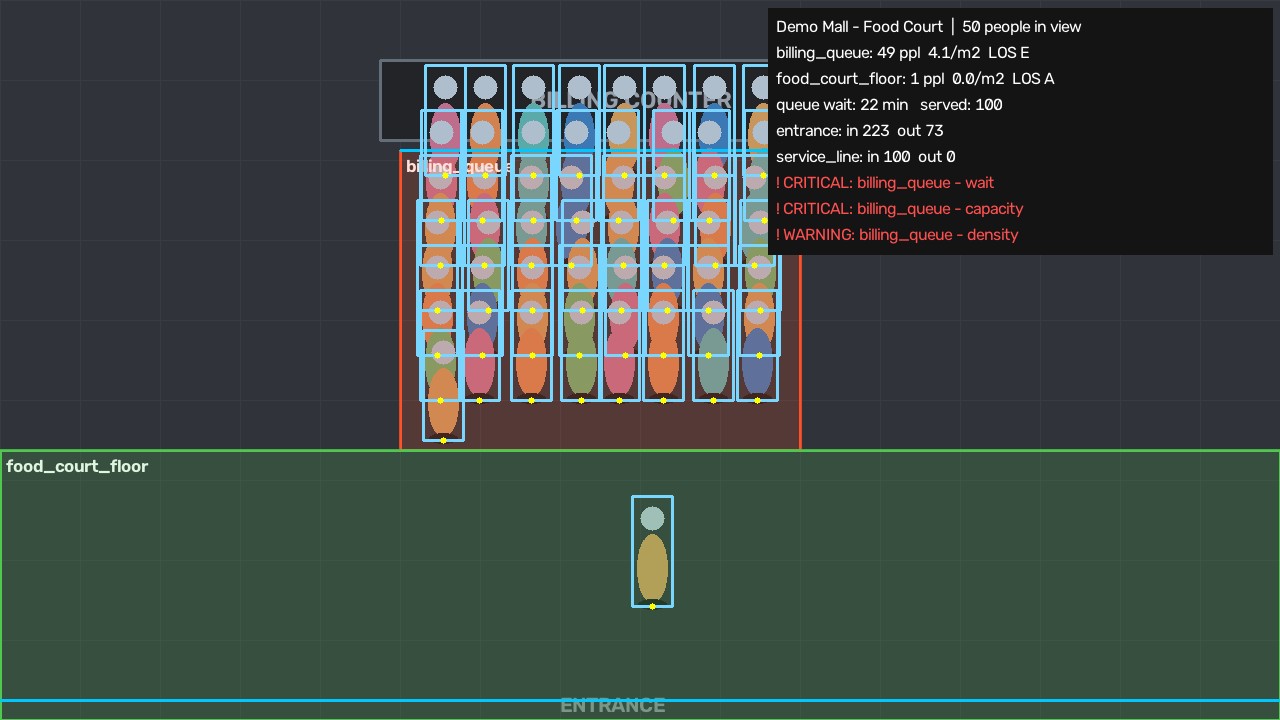 Demo Mall - Food Court | 50 people in view
billing_queue: 49 ppl 4.1/m2 LOS E
food_court_floor: 1 ppl 0.0/m2 LOS A
queue wait: 22 min served: 100
entrance: in 223 out 73
service_line: in 100 out 0
! CRITICAL: billing_queue - wait
! CRITICAL: billing_queue - capacity
! WARNING: billing_queue - density
BILLING COUNTER
billing_queue
food_court_floor
ENTRANCE